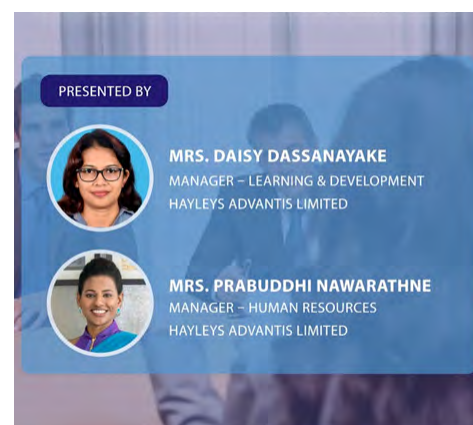 PRESENTED BY
MRS. DAISY DASSANAYAKE
MANAGER – LEARNING & DEVELOPMENT
HAYLEYS ADVANTIS LIMITED
MRS. PRABUDDHI NAWARATHNE
MANAGER – HUMAN RESOURCES
HAYLEYS ADVANTIS LIMITED